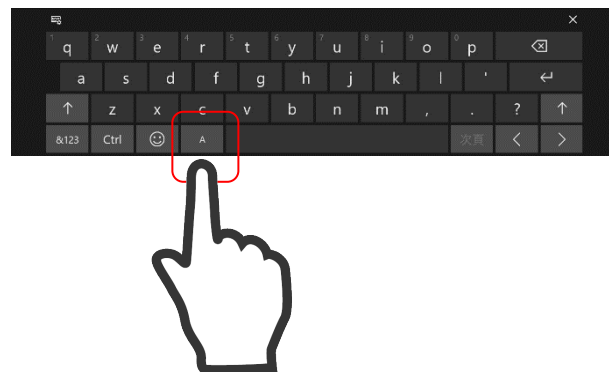 1 q 2 w 3 e 4 r 5 t 6 y 7 u 8 i 9 o 0 p
a s d f g h j k l '
z x c v b n m , . ?
&123 Ctrl A 次頁